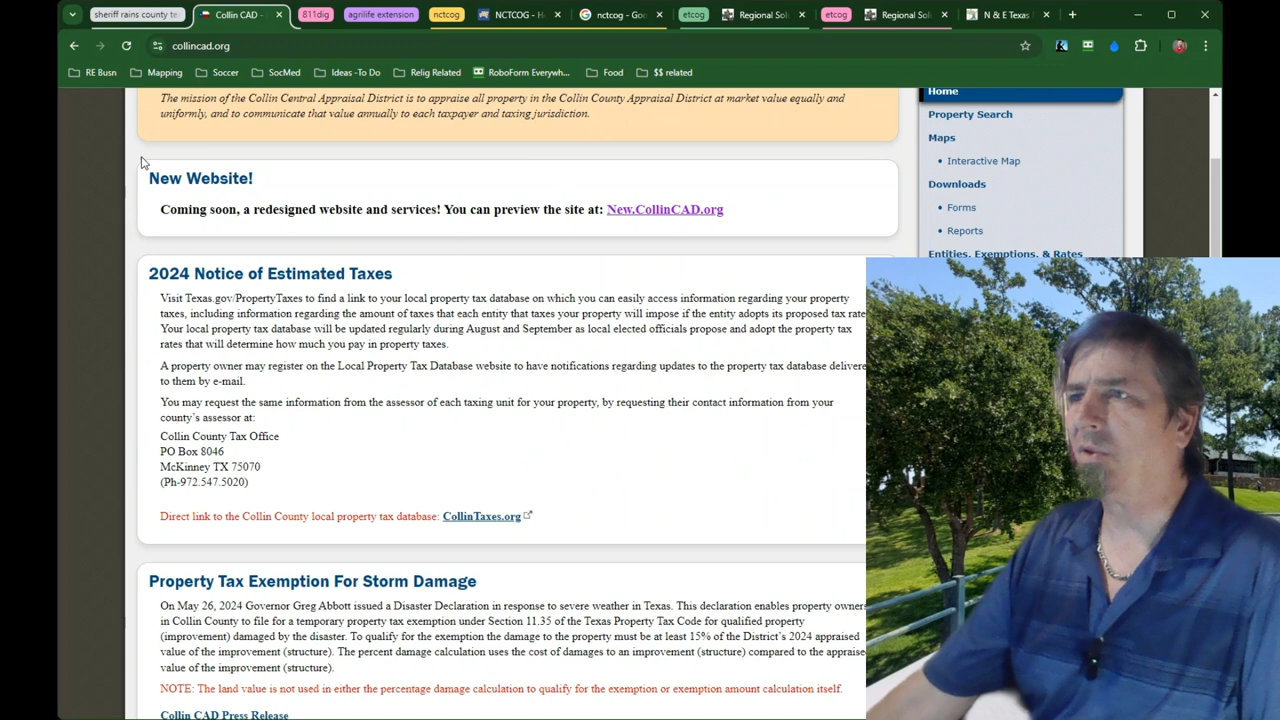 sheriff rains county te
Collin CAD -
811dig
agrilife extension
nctcog
NCTCOG - H
nctcog - Goo
etcog
Regional Solu
etcog
Regional Solu
N & E Texas
collincad.org
RE Busn
Mapping
Soccer
SocMed
Ideas -To Do
Relig Related
RoboForm Everywh...
Food
$$ related
The mission of the Collin Central Appraisal District is to appraise all property in the Collin County Appraisal District at market value equally and
uniformly, and to communicate that value annually to each taxpayer and taxing jurisdiction.
New Website!
Coming soon, a redesigned website and services! You can preview the site at: New.CollinCAD.org
2024 Notice of Estimated Taxes
Visit Texas.gov/PropertyTaxes to find a link to your local property tax database on which you can easily access information regarding your property
taxes, including information regarding the amount of taxes that each entity that taxes your property will impose if the entity adopts its proposed tax rate
Your local property tax database will be updated regularly during August and September as local elected officials propose and adopt the property tax
rates that will determine how much you pay in property taxes.
A property owner may register on the Local Property Tax Database website to have notifications regarding updates to the property tax database delivere
to them by e-mail.
You may request the same information from the assessor of each taxing unit for your property, by requesting their contact information from your
county's assessor at:
Collin County Tax Office
PO Box 8046
McKinney TX 75070
(Ph-972.547.5020)
Direct link to the Collin County local property tax database: CollinTaxes.org
Property Tax Exemption For Storm Damage
On May 26, 2024 Governor Greg Abbott issued a Disaster Declaration in response to severe weather in Texas. This declaration enables property owners
in Collin County to file for a temporary property tax exemption under Section 11.35 of the Texas Property Tax Code for qualified property
(improvement) damaged by the disaster. To qualify for the exemption the damage to the property must be at least 15% of the District's 2024 appraised
value of the improvement (structure). The percent damage calculation uses the cost of damages to an improvement (structure) compared to the appraise
value of the improvement (structure).
NOTE: The land value is not used in either the percentage damage calculation to qualify for the exemption or exemption amount calculation itself.
Collin CAD Press Release
Home
Property Search
Maps
Interactive Map
Downloads
Forms
Reports
Entities, Exemptions, & Rates